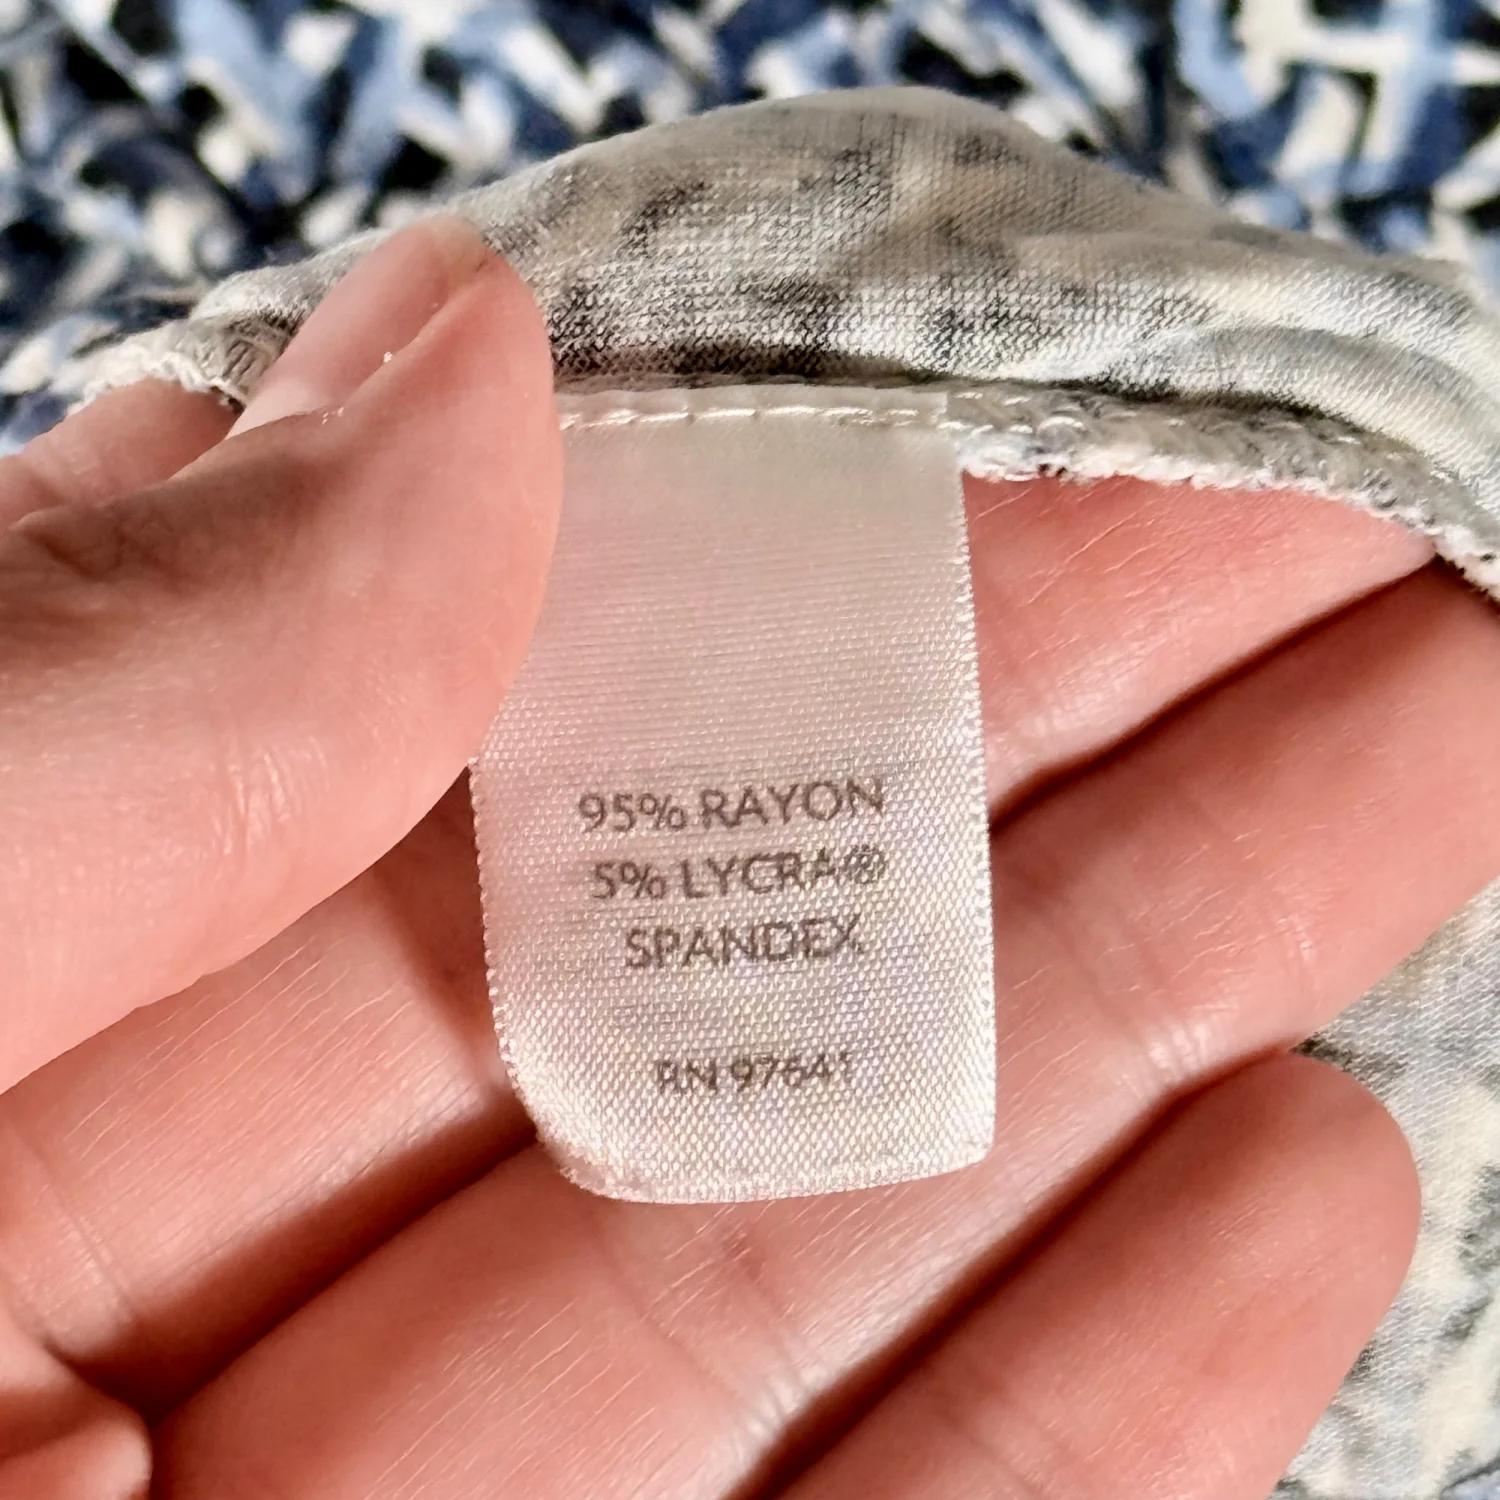 95% RAYON
5% LYCRA®
SPANDEX
RN 97641